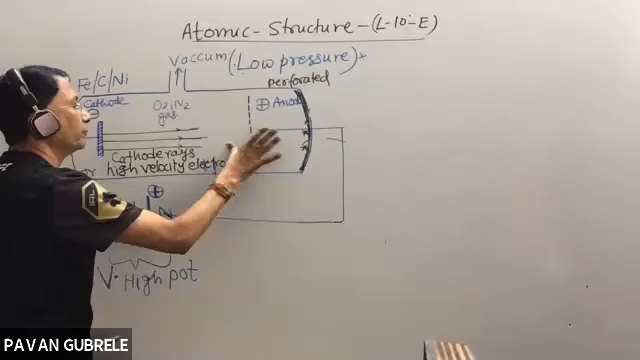 Atomic-Structure-(L-10-E)
Vaccum (Low pressure)*
Fe/C/Ni
perforated
Cathode
O2, N2
gas
Anode
Cathode rays
high velocity electro
V High pot
PAVAN GUBRELE